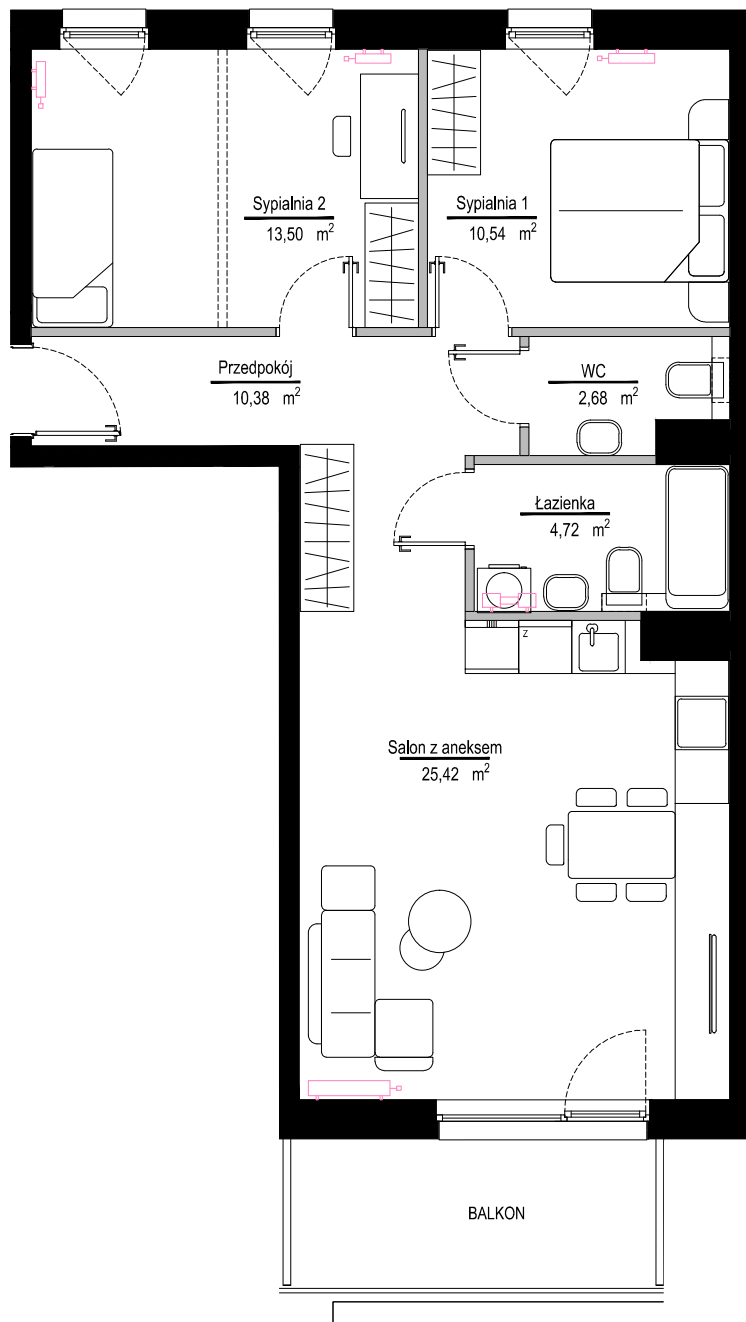 Sypialnia 2
13,50 m²
Sypialnia 1
10,54 m²
Przedpokój
10,38 m²
WC
2,68 m²
Łazienka
4,72 m²
Z
Salon z aneksem
25,42 m²
BALKON